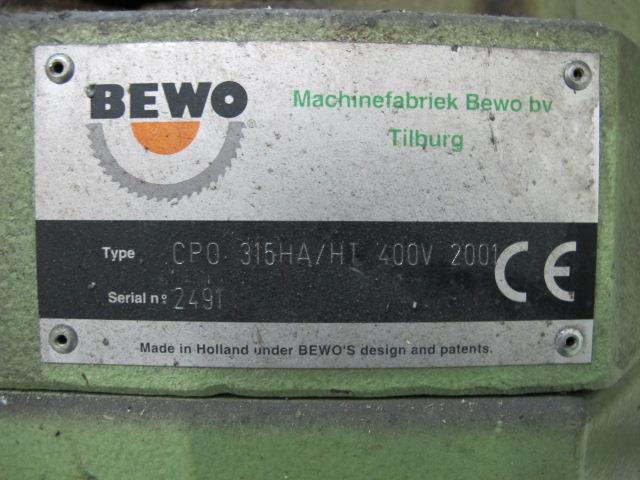 BEWO
®
Machinefabriek Bewo bv
Tilburg
Type CPO 315HA/HT 400V 2001
CE
Serial nº 2491
Made in Holland under BEWO'S design and patents.